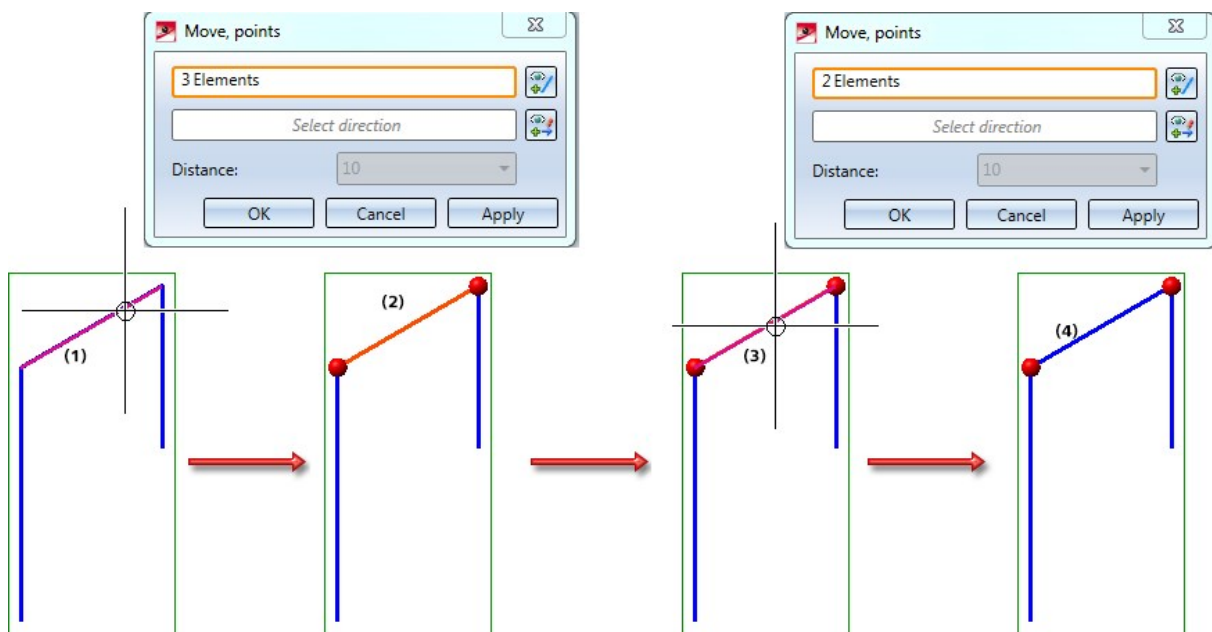 Move, points
3 Elements
Select direction
Distance:
10
OK Cancel Apply
Move, points
2 Elements
Select direction
Distance:
10
OK Cancel Apply
(1)
(2)
(3)
(4)